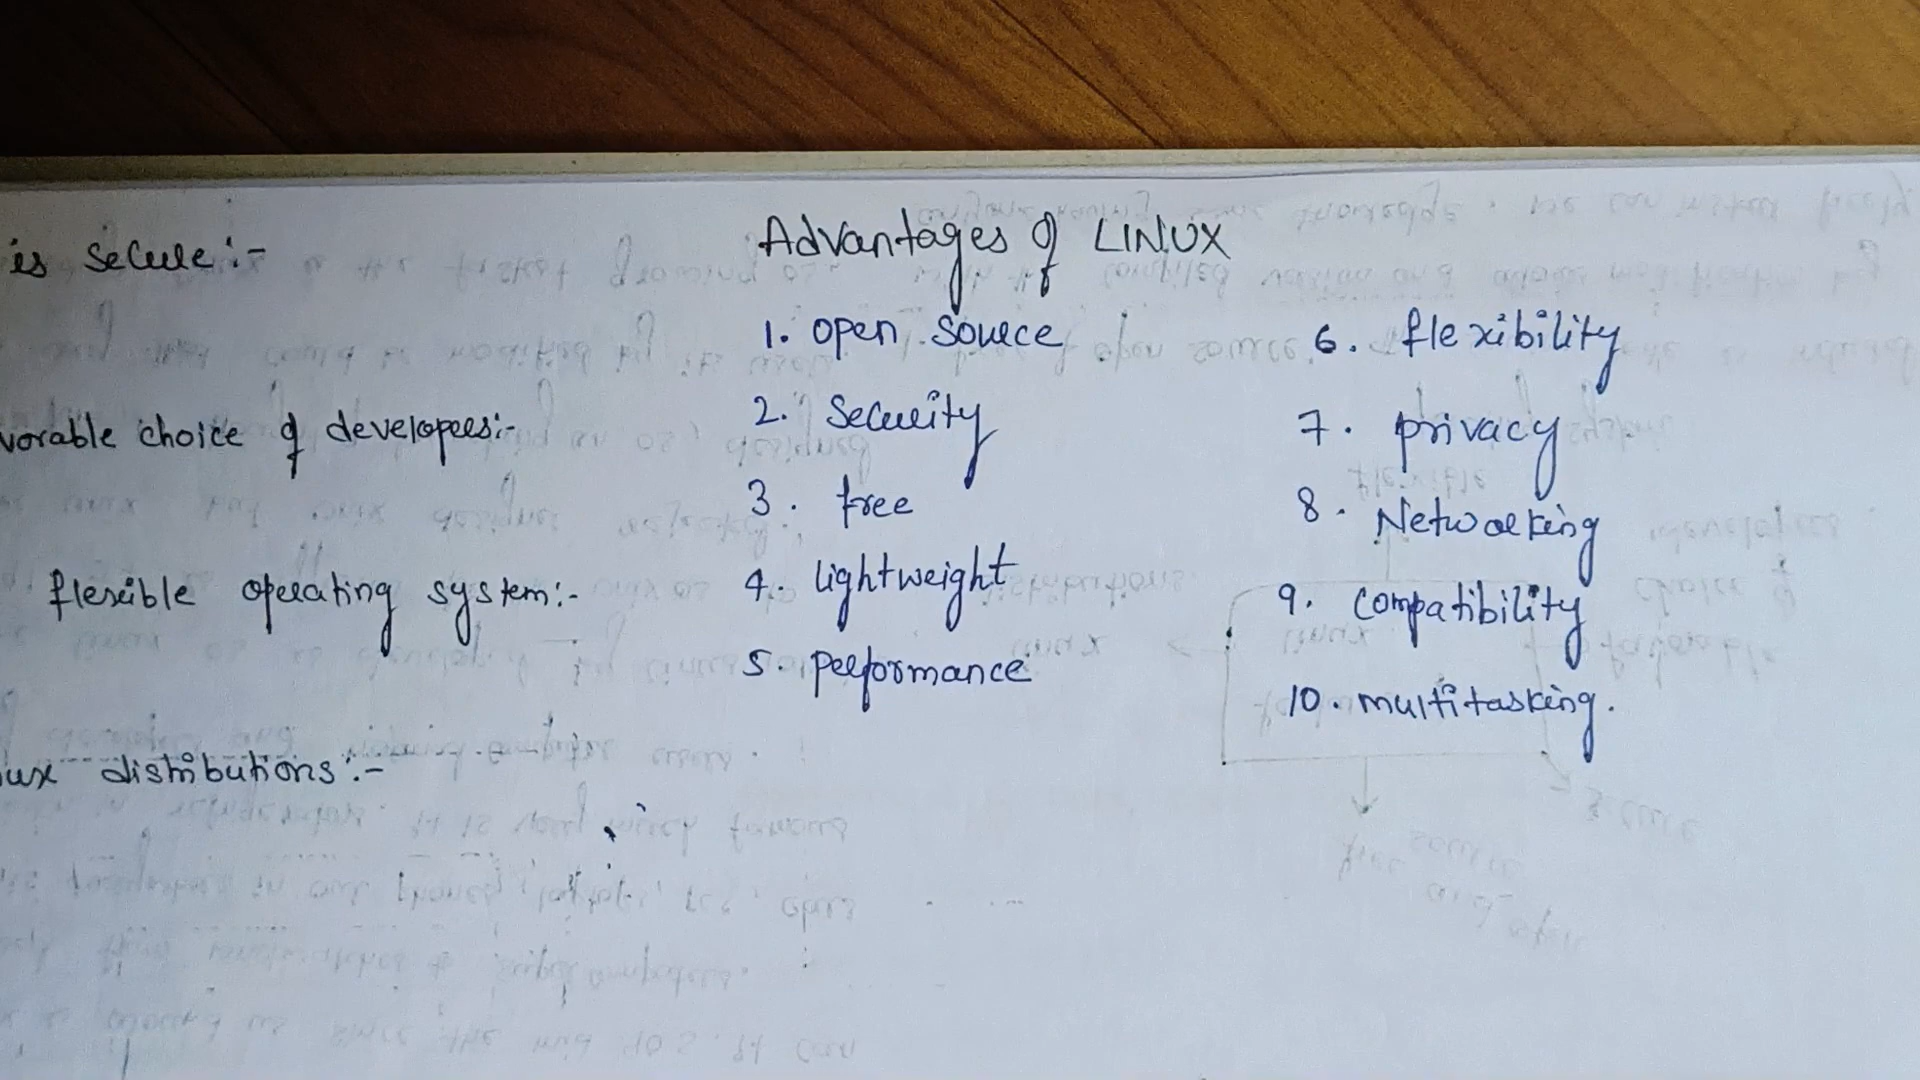 is secure:-
vorable choice of developers:-
flexible operating system:-
ux distributions:-
Advantages of LINUX
1. open source
2. Security
3. free
4. lightweight
5. performance
6. flexibility
7. privacy
8. Networking
9. compatibility
10. multitasking.